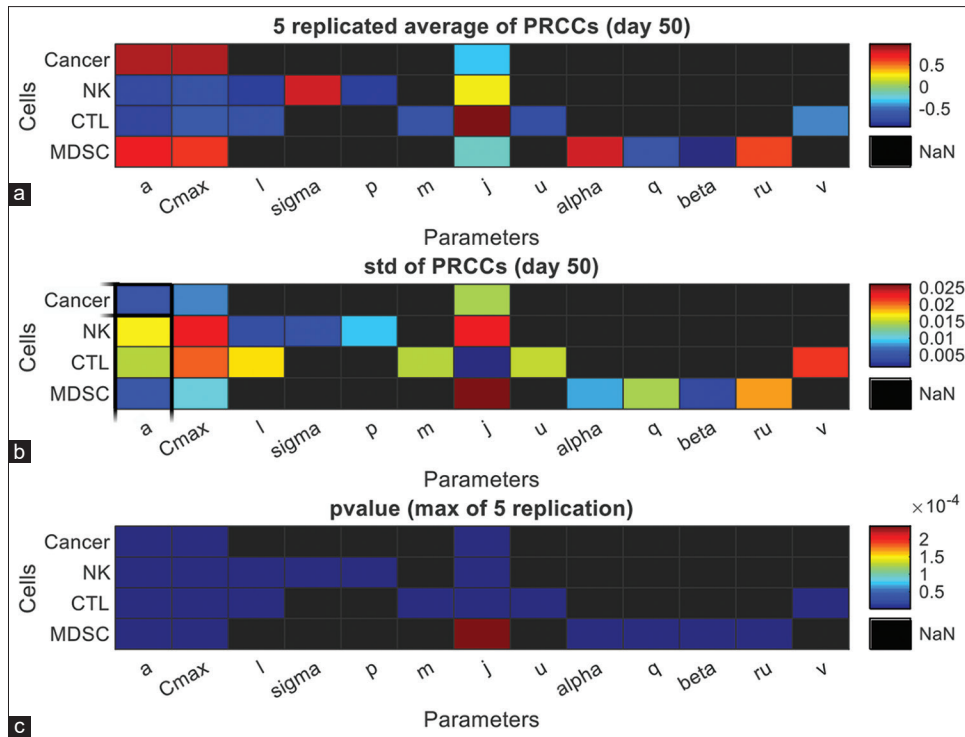 5 replicated average of PRCCs (day 50)
Cells
Cancer
NK
CTL
MDSC
a Cmax l sigma p m j u alpha q beta ru v
Parameters
0.5
0
-0.5
NaN
a
std of PRCCs (day 50)
Cells
Cancer
NK
CTL
MDSC
a Cmax l sigma p m j u alpha q beta ru v
Parameters
0.025
0.02
0.015
0.01
0.005
NaN
b
pvalue (max of 5 replication)
Cells
Cancer
NK
CTL
MDSC
a Cmax l sigma p m j u alpha q beta ru v
Parameters
×10⁻⁴
2
1.5
1
0.5
NaN
c